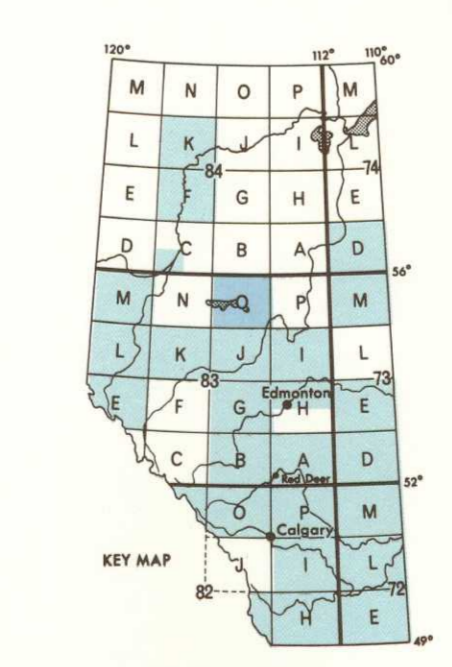 120° 112° 110°
60°
M N O P M
L K J I L
84 74
E F G H E
D C B A D
56°
M N O P M
L K J I L
83 73
Edmonton
E F G H E
C B A D
Red Deer
52°
O P M
Calgary
KEY MAP J I L
82 72
H E
49°